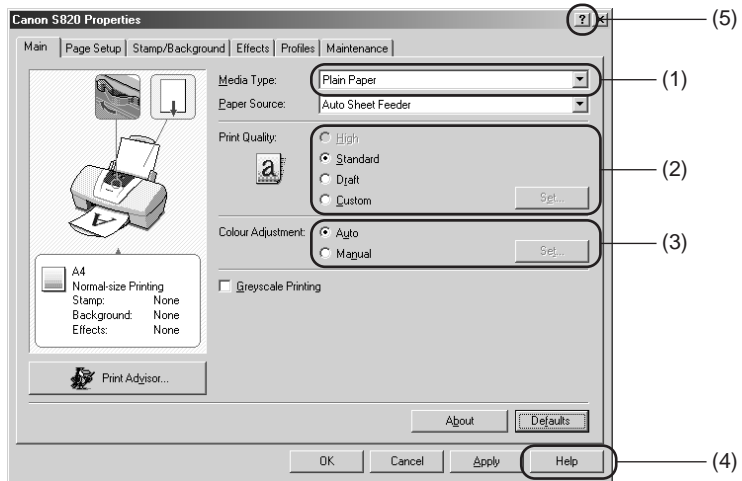 Canon S820 Properties ? (5)
Main Page Setup Stamp/Background Effects Profiles Maintenance
Media Type: Plain Paper (1)
Paper Source: Auto Sheet Feeder
Print Quality: High
Standard
a
Draft
Custom Set... (2)
Colour Adjustment: Auto
Manual Set... (3)
A
A4
Normal-size Printing
Stamp: None
Background: None
Effects: None
Greyscale Printing
Print Advisor...
About Defaults
OK Cancel Apply Help (4)